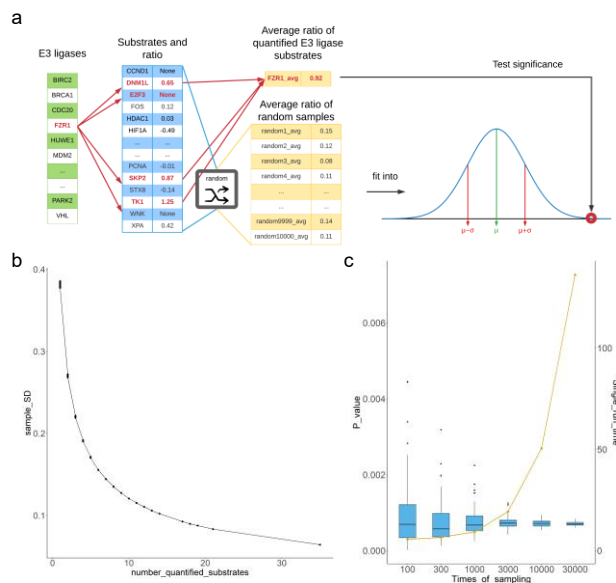 a
E3 ligases
BIRC2
BRCA1
CDC20
FZR1
HUWE1
MDM2
...
...
PARK2
VHL
Substrates and
ratio
CCND1 None
DNM1L 0.65
E2F3 None
FOS 0.12
HDAC1 0.03
HIF1A -0.49
... ...
... ...
PCNA -0.01
SKP2 0.87
STX8 -0.14
TK1 1.25
WNK None
XPA 0.42
random
Average ratio of
quantified E3 ligase
substrates
FZR1_avg 0.92
Average ratio of
random samples
random1_avg 0.15
random2_avg 0.12
random3_avg 0.08
random4_avg 0.11
... ...
... ...
random9999_avg 0.14
random10000_avg 0.11
Test significance
fit into
μ-σ μ μ+σ
b
sample_SD
0.4
0.3
0.2
0.1
0 10 20 30
number_quantified_substrates
c
P_value
0.006
0.004
0.002
0.000
100 300 1000 3000 10000 30000
Times_of_sampling
100
50
0
Single_run_time